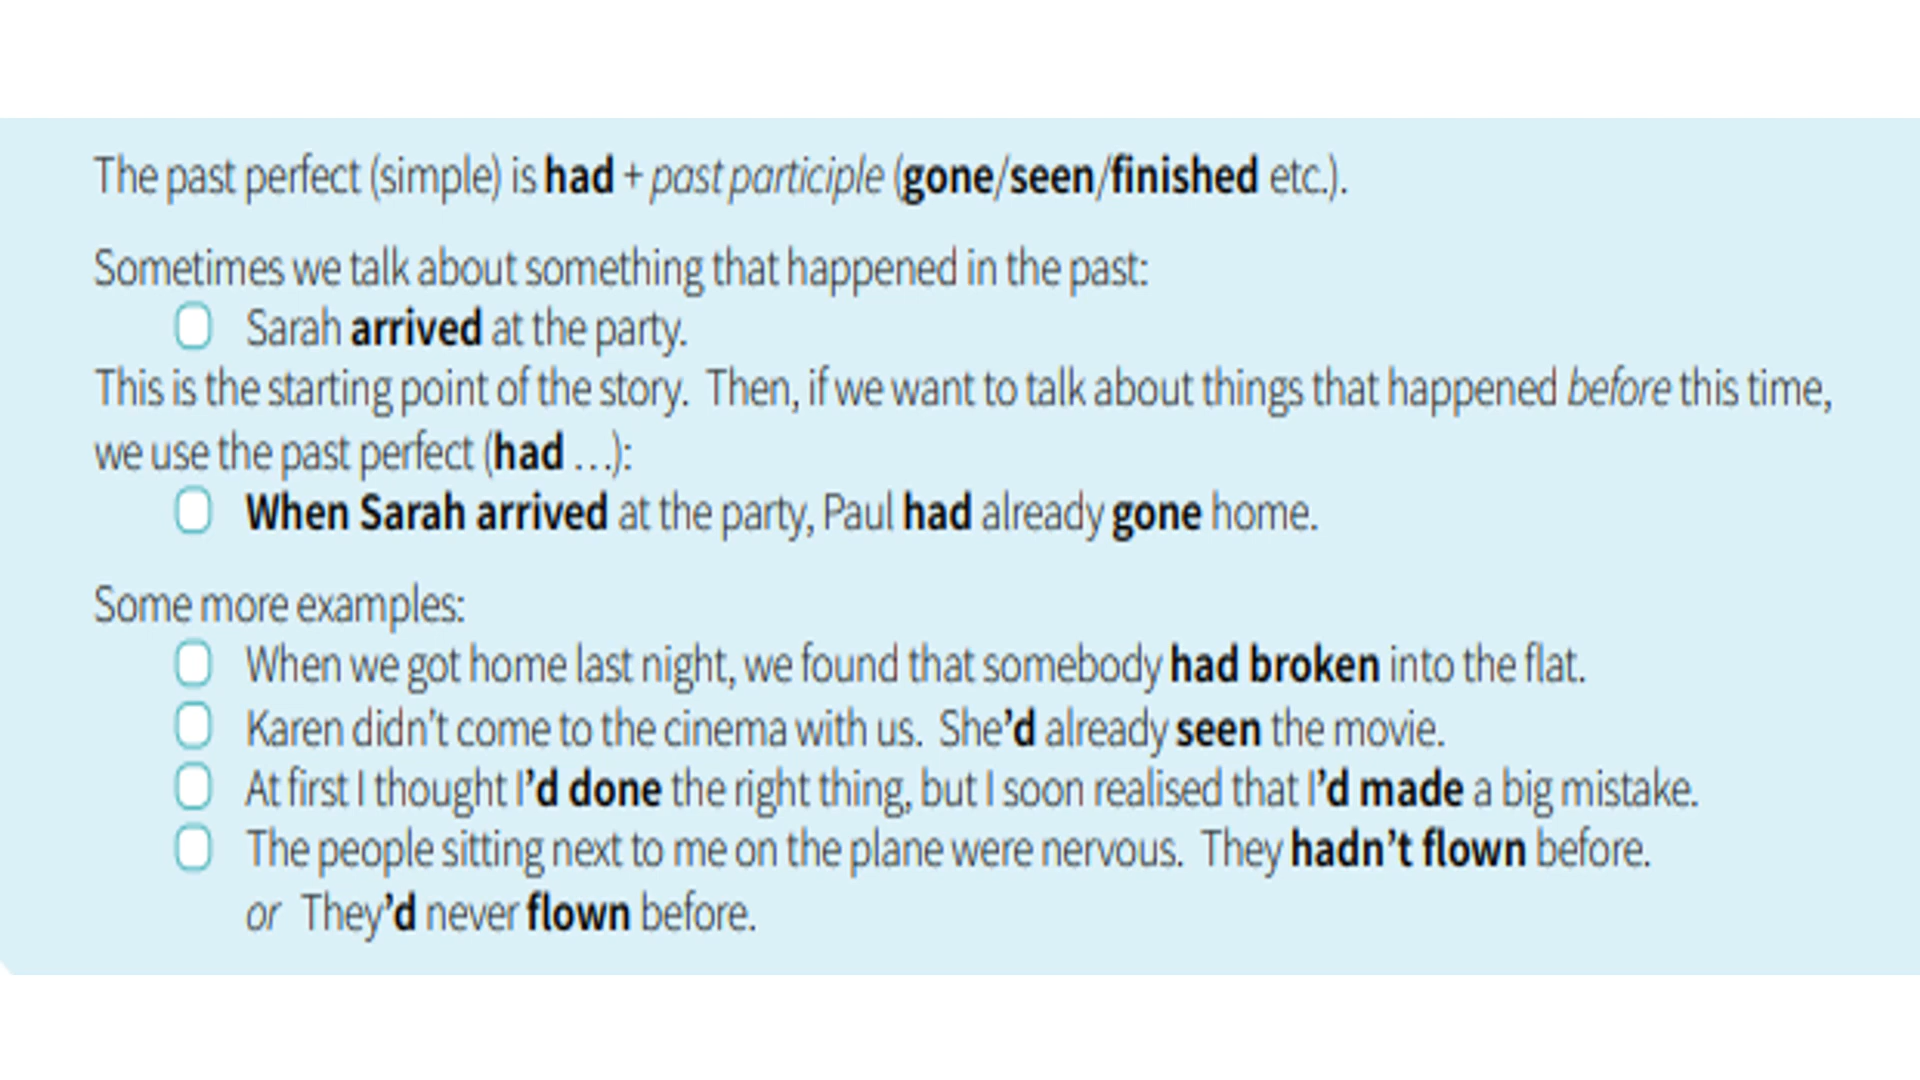 The past perfect (simple) is had + past participle (gone/seen/finished etc.).
Sometimes we talk about something that happened in the past:
Sarah arrived at the party.
This is the starting point of the story. Then, if we want to talk about things that happened before this time,
we use the past perfect (had …):
When Sarah arrived at the party, Paul had already gone home.
Some more examples:
When we got home last night, we found that somebody had broken into the flat.
Karen didn’t come to the cinema with us. She’d already seen the movie.
At first I thought I’d done the right thing, but I soon realised that I’d made a big mistake.
The people sitting next to me on the plane were nervous. They hadn’t flown before.
or They’d never flown before.